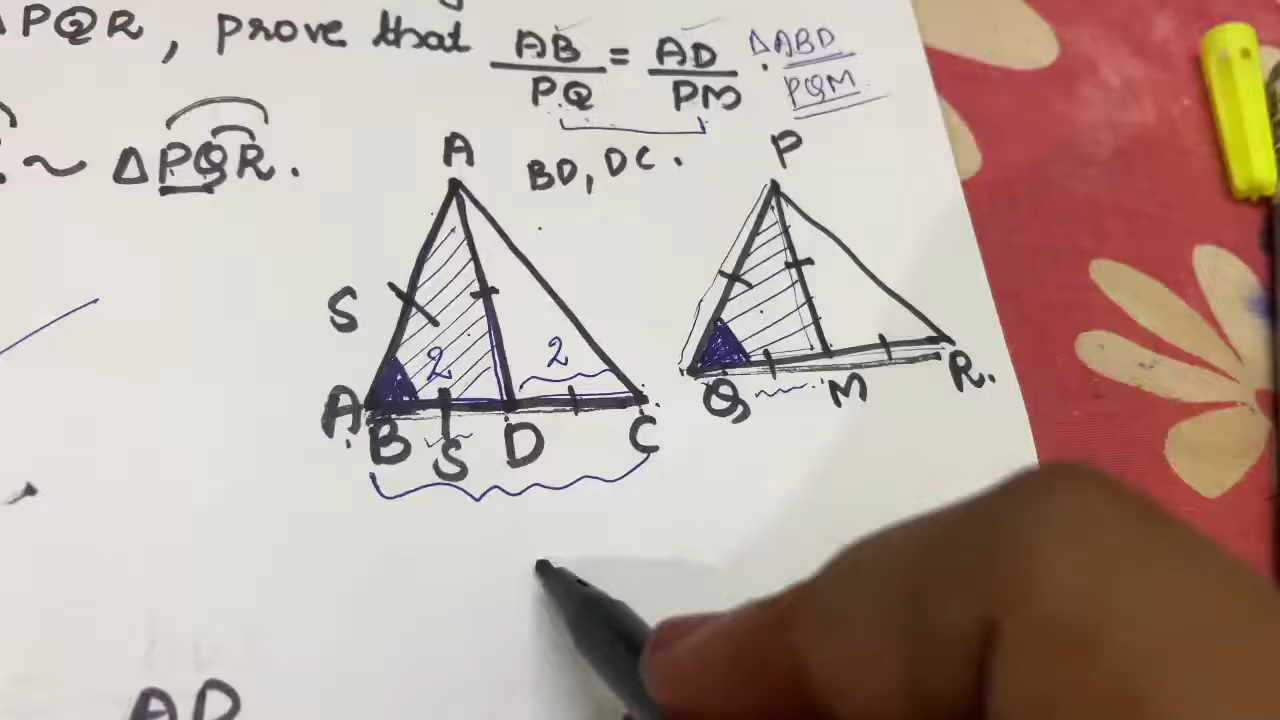 PQR, prove that AB/PQ = AD/PM . ΔABD/PQM
~ ΔPQR.
BD, DC.
A
P
S
2
2
A
B
S
D
C
Q
M
R.
AD